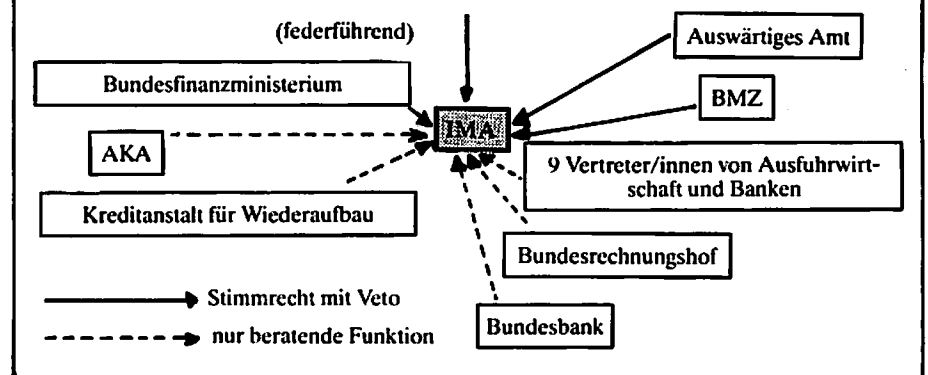 (federführend)
Auswärtiges Amt
Bundesfinanzministerium
BMZ
IMA
AKA
9 Vertreter/innen von Ausfuhrwirt-
schaft und Banken
Kreditanstalt für Wiederaufbau
Bundesrechnungshof
Stimmrecht mit Veto
Bundesbank
nur beratende Funktion